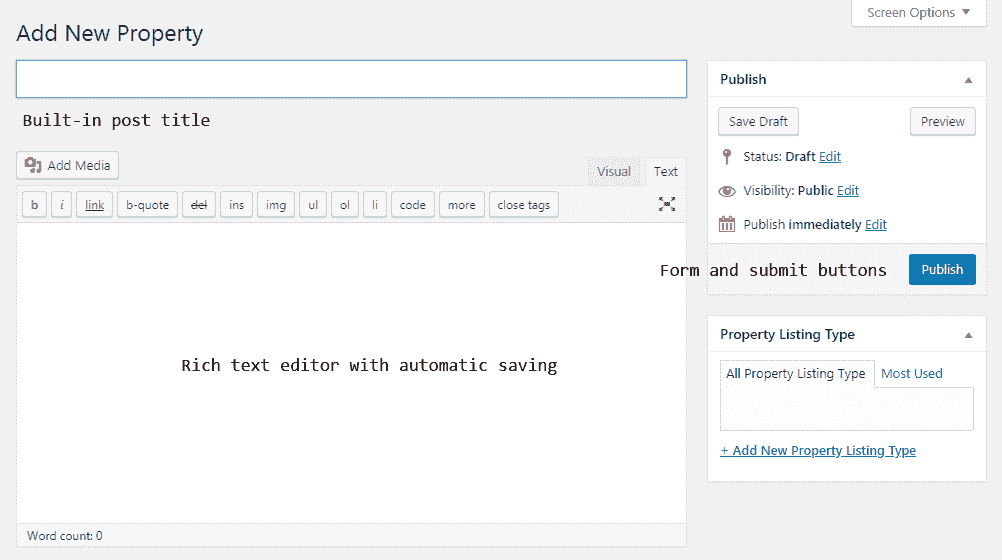 Screen Options
Add New Property
Built-in post title
Add Media
Visual Text
b i link b-quote del ins img ul ol li code more close tags
Rich text editor with automatic saving
Word count: 0
Publish
Save Draft Preview
Status: Draft Edit
Visibility: Public Edit
Publish immediately Edit
Form and submit buttons
Publish
Property Listing Type
All Property Listing Type Most Used
+ Add New Property Listing Type